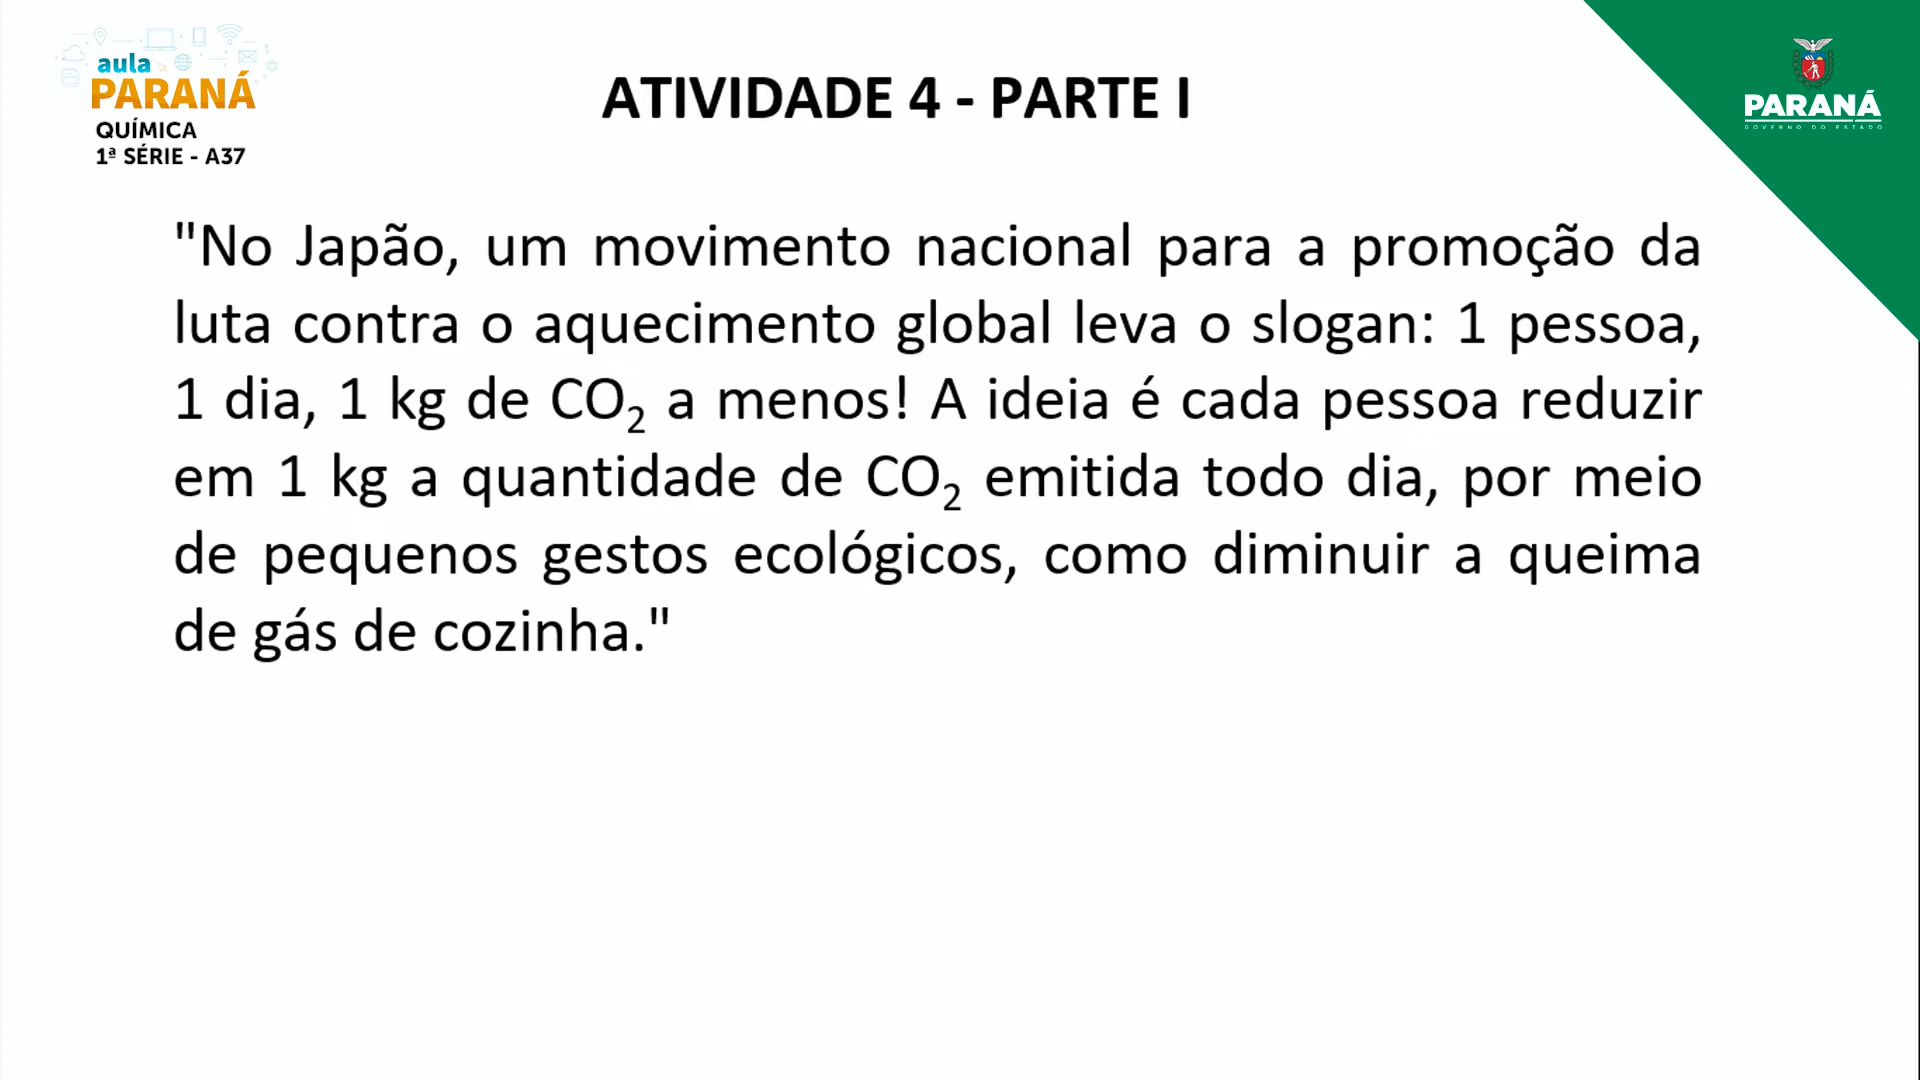 aula
PARANÁ
QUÍMICA
1ª SÉRIE - A37
ATIVIDADE 4 - PARTE I
PARANÁ
GOVERNO DO ESTADO
"No Japão, um movimento nacional para a promoção da
luta contra o aquecimento global leva o slogan: 1 pessoa,
1 dia, 1 kg de CO₂ a menos! A ideia é cada pessoa reduzir
em 1 kg a quantidade de CO₂ emitida todo dia, por meio
de pequenos gestos ecológicos, como diminuir a queima
de gás de cozinha."